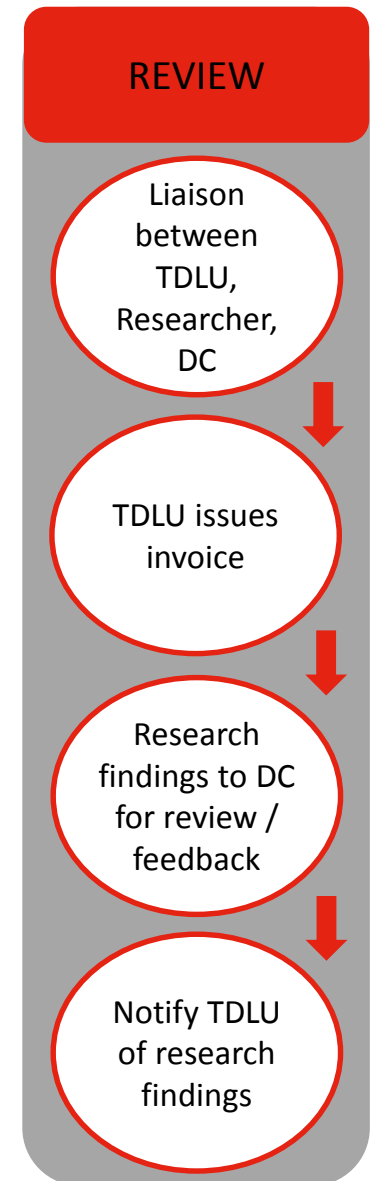 REVIEW
Liaison
between
TDLU,
Researcher,
DC
TDLU issues
invoice
Research
findings to DC
for review /
feedback
Notify TDLU
of research
findings